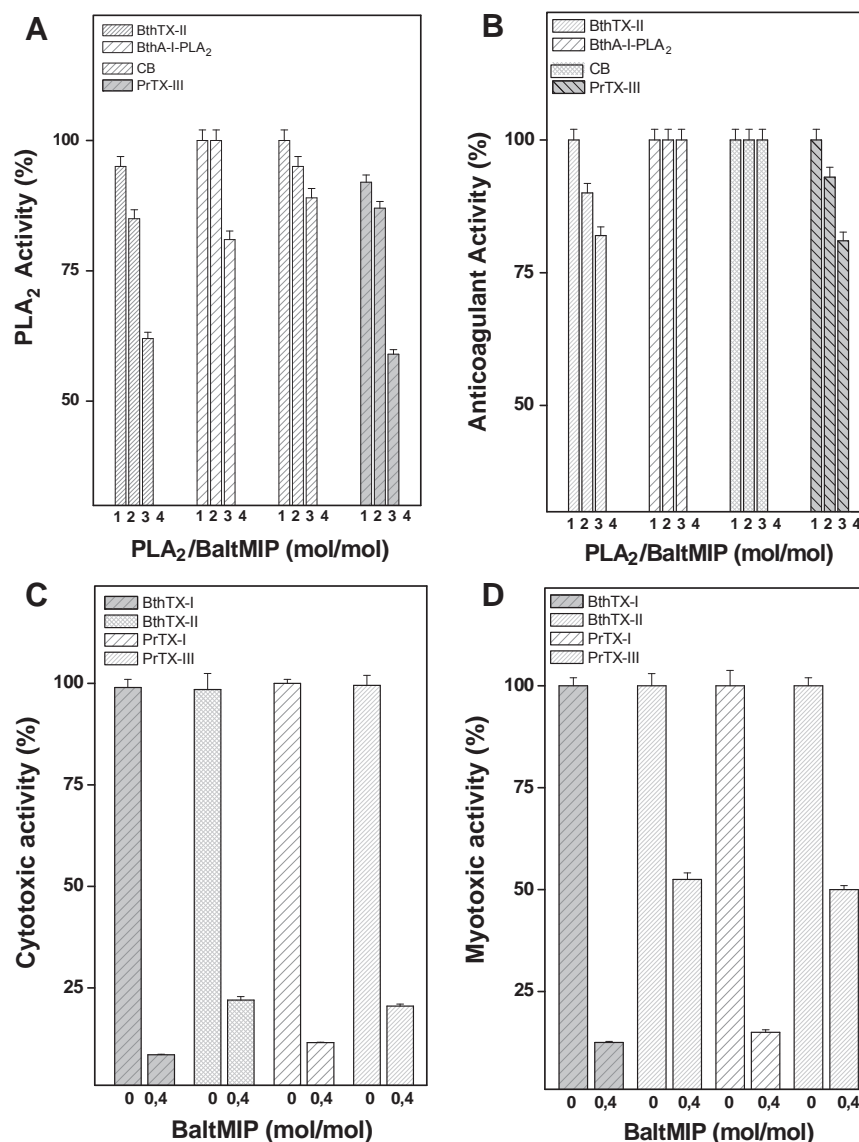 A
BthTX-II
BthA-I-PLA₂
CB
PrTX-III
100
75
50
PLA₂ Activity (%)
1 2 3 4 1 2 3 4 1 2 3 4 1 2 3 4
PLA₂/BaltMIP (mol/mol)
B
BthTX-II
BthA-I-PLA₂
CB
PrTX-III
100
75
50
Anticoagulant Activity (%)
1 2 3 4 1 2 3 4 1 2 3 4 1 2 3 4
PLA₂/BaltMIP (mol/mol)
C
BthTX-I
BthTX-II
PrTX-I
PrTX-III
100
75
50
25
Cytotoxic activity (%)
0 0,4 0 0,4 0 0,4 0 0,4
BaltMIP (mol/mol)
D
BthTX-I
BthTX-II
PrTX-I
PrTX-III
100
75
50
25
Myotoxic activity (%)
0 0,4 0 0,4 0 0,4 0 0,4
BaltMIP (mol/mol)